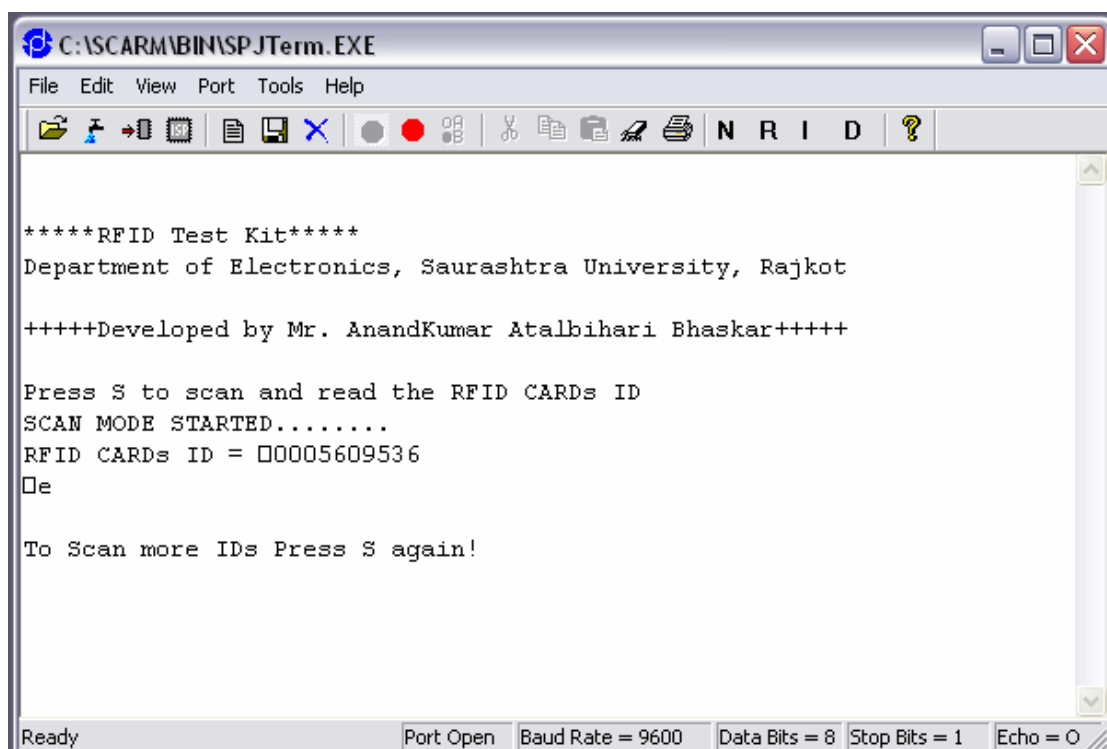 C:\SCARM\BIN\SPJTerm.EXE
File Edit View Port Tools Help
N R I D
*****RFID Test Kit*****
Department of Electronics, Saurashtra University, Rajkot
+++++Developed by Mr. AnandKumar Atalbihari Bhaskar+++++
Press S to scan and read the RFID CARDs ID
SCAN MODE STARTED........
RFID CARDs ID = □0005609536
□e
To Scan more IDs Press S again!
Ready Port Open Baud Rate = 9600 Data Bits = 8 Stop Bits = 1 Echo = O